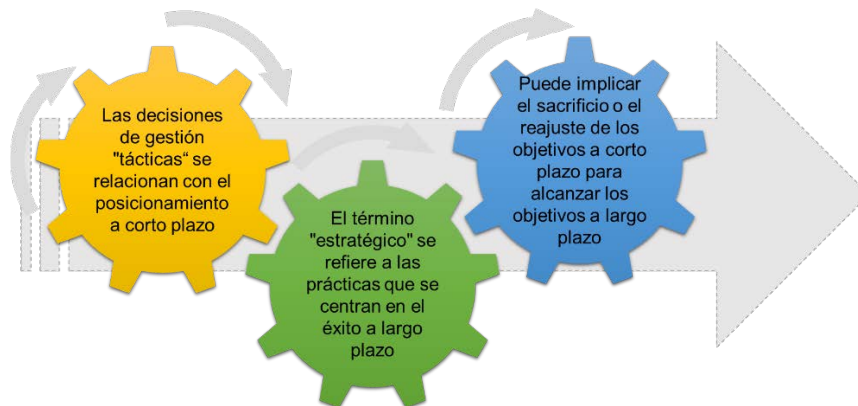 Las decisiones
de gestión
"tácticas“ se
relacionan con el
posicionamiento
a corto plazo
El término
"estratégico" se
refiere a las
prácticas que se
centran en el
éxito a largo
plazo
Puede implicar
el sacrificio o el
reajuste de los
objetivos a corto
plazo para
alcanzar los
objetivos a largo
plazo